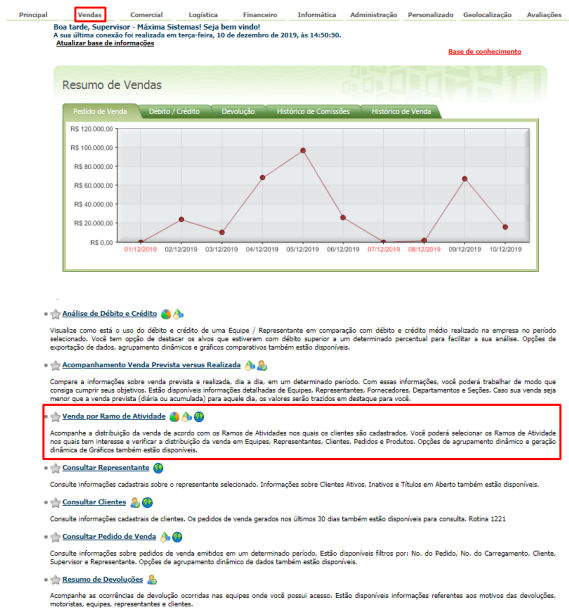 Principal Vendas Comercial Logística Financeiro Informática Administração Personalizado Geolocalização Avaliações
Boa tarde, Supervisor - Máxima Sistemas! Seja bem vindo!
A sua última conexão foi realizada em terça-feira, 10 de dezembro de 2019, às 14:50:50.
Atualizar base de informações
Base de conhecimento
Resumo de Vendas
Pedido de Venda Débito / Crédito Devolução Histórico de Comissões Histórico de Venda
R$ 120.000,00
R$ 100.000,00
R$ 80.000,00
R$ 60.000,00
R$ 40.000,00
R$ 20.000,00
R$ 0,00
01/12/2019 02/12/2019 03/12/2019 04/12/2019 05/12/2019 06/12/2019 07/12/2019 08/12/2019 09/12/2019 10/12/2019
Análise de Débito e Crédito
Visualize como está o uso do débito e crédito de uma Equipe / Representante em comparação com débito e crédito médio realizado na empresa no período
selecionado. Você tem opção de destacar os alvos que estiverem com débito superior a um determinado percentual para facilitar a sua análise. Opções de
exportação de dados, agrupamento dinâmico e gráficos comparativos também estão disponíveis.
Acompanhamento Venda Prevista versus Realizada
Compare a informações sobre venda prevista e realizada, dia a dia, em um determinado período. Com essas informações, você poderá trabalhar de modo que
consiga cumprir seus objetivos. Estão disponíveis informações detalhadas de Equipes, Representantes, Fornecedores, Departamentos e Seções. Caso sua venda seja
menor que a venda prevista (diária ou acumulada) para aquele dia, os valores serão trazidos em destaque para você.
Venda por Ramo de Atividade
Acompanhe a distribuição da venda de acordo com os Ramos de Atividades nos quais os clientes são cadastrados. Você poderá selecionar os Ramos de Atividade
nos quais tem interesse e verificar a distribuição da venda em Equipes, Representantes, Clientes, Pedidos e Produtos. Opções de agrupamento dinâmico e geração
dinâmica de Gráficos também estão disponíveis.
Consultar Representante
Consulte informações cadastrais sobre o representante selecionado. Informações sobre Clientes Ativos, Inativos e Títulos em Aberto também estão disponíveis.
Consultar Clientes
Consulte informações cadastrais de clientes. Os pedidos de venda gerados nos últimos 30 dias também estão disponíveis para consulta. Rotina 1221
Consultar Pedido de Venda
Consulte informações sobre pedidos de venda emitidos em um determinado período. Estão disponíveis filtros por: No. do Pedido, No. do Carregamento, Cliente,
Supervisor e Representante. Opções de agrupamento dinâmico de dados também estão disponíveis.
Resumo de Devoluções
Acompanhe as ocorrências de devolução ocorridas nas equipes onde você possui acesso. Estão disponíveis informações referentes aos motivos das devoluções,
motoristas, equipes, representantes e clientes.